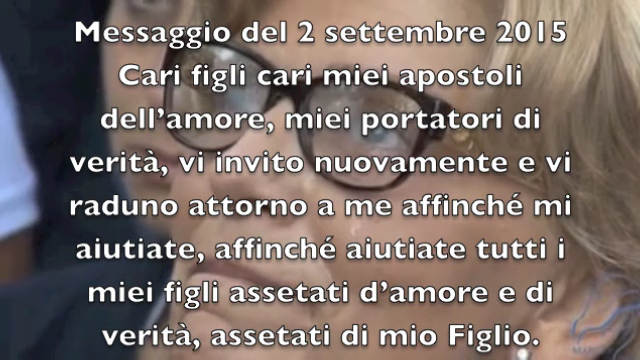 Messaggio del 2 settembre 2015
Cari figli cari miei apostoli
dell’amore, miei portatori di
verità, vi invito nuovamente e vi
raduno attorno a me affinché mi
aiutiate, affinché aiutiate tutti i
miei figli assetati d’amore e di
verità, assetati di mio Figlio.